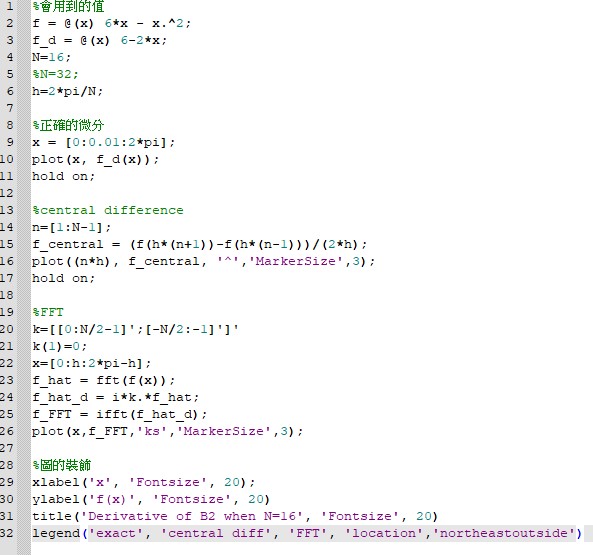 1 %會用到的值
2 f = @(x) 6*x - x.^2;
3 f_d = @(x) 6-2*x;
4 N=16;
5 %N=32;
6 h=2*pi/N;
7
8 %正確的微分
9 x = [0:0.01:2*pi];
10 plot(x, f_d(x));
11 hold on;
12
13 %central difference
14 n=[1:N-1];
15 f_central = (f(h*(n+1))-f(h*(n-1)))/(2*h);
16 plot((n*h), f_central, '^','MarkerSize',3);
17 hold on;
18
19 %FFT
20 k=[[0:N/2-1]';[-N/2:-1]']'
21 k(1)=0;
22 x=[0:h:2*pi-h];
23 f_hat = fft(f(x));
24 f_hat_d = i*k.*f_hat;
25 f_FFT = ifft(f_hat_d);
26 plot(x,f_FFT,'ks','MarkerSize',3);
27
28 %圖的裝飾
29 xlabel('x', 'Fontsize', 20);
30 ylabel('f(x)', 'Fontsize', 20)
31 title('Derivative of B2 when N=16', 'Fontsize', 20)
32 legend('exact', 'central diff', 'FFT', 'location','northeastoutside')